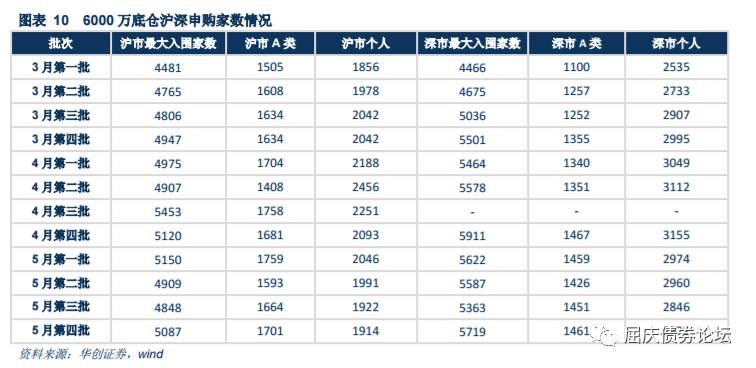 图表 10 6000 万底仓沪深申购家数情况
批次 沪市最大入围家数 沪市 A 类 沪市个人 深市最大入围家数 深市 A 类 深市个人
3 月第一批 4481 1505 1856 4466 1100 2535
3 月第二批 4765 1608 1978 4675 1257 2733
3 月第三批 4806 1634 2042 5036 1252 2907
3 月第四批 4947 1634 2042 5501 1355 2995
4 月第一批 4975 1704 2188 5464 1340 3049
4 月第二批 4907 1408 2456 5578 1351 3112
4 月第三批 5453 1758 2251 - - -
4 月第四批 5120 1681 2093 5911 1467 3155
5 月第一批 5150 1759 2046 5622 1459 2974
5 月第二批 4909 1593 1991 5587 1426 2960
5 月第三批 4848 1664 1922 5363 1451 2846
5 月第四批 5087 1701 1914 5719 1461
屈庆债券论坛
资料来源：华创证券，wind